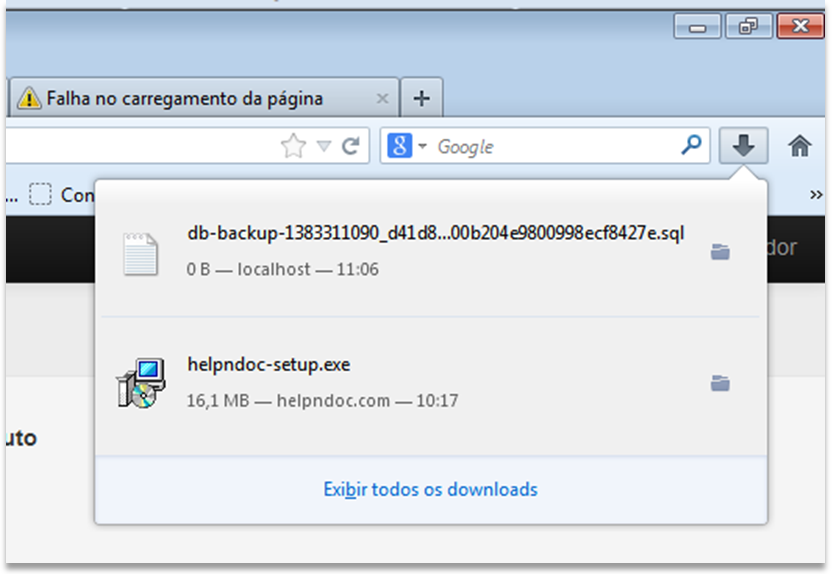 Falha no carregamento da página
Google
... Con
»
db-backup-1383311090_d41d8...00b204e9800998ecf8427e.sql
0 B — localhost — 11:06
dor
helpndoc-setup.exe
16,1 MB — helpndoc.com — 10:17
uto
Exibir todos os downloads